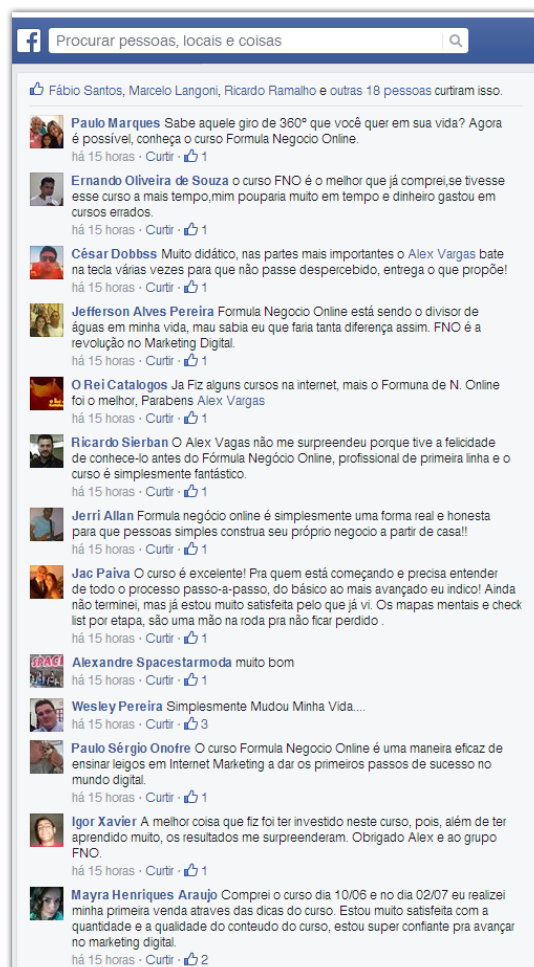 f Procurar pessoas, locais e coisas
Fábio Santos, Marcelo Langoni, Ricardo Ramalho e outras 18 pessoas curtiram isso.
Paulo Marques Sabe aquele giro de 360º que você quer em sua vida? Agora
é possível, conheça o curso Formula Negocio Online.
há 15 horas · Curtir · 1
Ernando Oliveira de Souza o curso FNO é o melhor que já comprei,se tivesse
esse curso a mais tempo,mim pouparia muito em tempo e dinheiro gastou em
cursos errados.
há 15 horas · Curtir · 1
César Dobbss Muito didático, nas partes mais importantes o Alex Vargas bate
na tecla várias vezes para que não passe despercebido, entrega o que propõe!
há 15 horas · Curtir · 1
Jefferson Alves Pereira Formula Negocio Online está sendo o divisor de
águas em minha vida, mau sabia eu que faria tanta diferença assim. FNO é a
revolução no Marketing Digital.
há 15 horas · Curtir · 1
O Rei Catalogos Ja Fiz alguns cursos na internet, mais o Formuna de N. Online
foi o melhor, Parabens Alex Vargas
há 15 horas · Curtir · 1
Ricardo Sierban O Alex Vagas não me surpreendeu porque tive a felicidade
de conhece-lo antes do Fórmula Negócio Online, profissional de primeira linha e o
curso é simplesmente fantástico.
há 15 horas · Curtir · 1
Jerri Allan Formula negócio online é simplesmente uma forma real e honesta
para que pessoas simples construa seu próprio negocio a partir de casa!!
há 15 horas · Curtir · 1
Jac Paiva O curso é excelente! Pra quem está começando e precisa entender
de todo o processo passo-a-passo, do básico ao mais avançado eu indico! Ainda
não terminei, mas já estou muito satisfeita pelo que já vi. Os mapas mentais e check
list por etapa, são uma mão na roda pra não ficar perdido .
há 15 horas · Curtir · 1
Alexandre Spacestarmoda muito bom
há 15 horas · Curtir · 1
Wesley Pereira Simplesmente Mudou Minha Vida....
há 15 horas · Curtir · 3
Paulo Sérgio Onofre O curso Formula Negocio Online é uma maneira eficaz de
ensinar leigos em Internet Marketing a dar os primeiros passos de sucesso no
mundo digital.
há 15 horas · Curtir · 1
Igor Xavier A melhor coisa que fiz foi ter investido neste curso, pois, além de ter
aprendido muito, os resultados me surpreenderam. Obrigado Alex e ao grupo
FNO.
há 15 horas · Curtir · 1
Mayra Henriques Araujo Comprei o curso dia 10/06 e no dia 02/07 eu realizei
minha primeira venda atraves das dicas do curso. Estou muito satisfeita com a
quantidade e a qualidade do conteudo do curso, estou super confiante pra avançar
no marketing digital.
há 15 horas · Curtir · 2